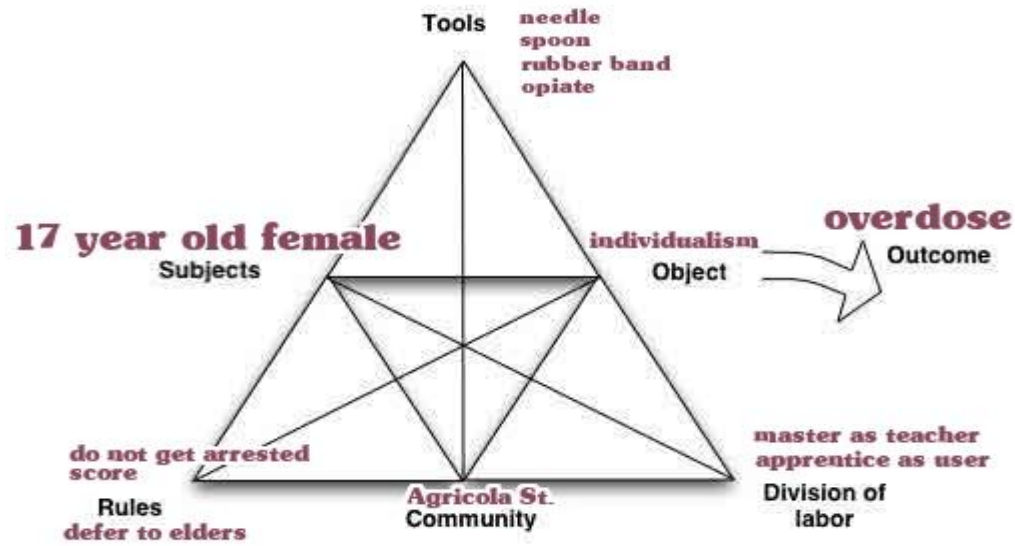 Tools
needle
spoon
rubber band
opiate
17 year old female
Subjects
individualism
Object
overdose
Outcome
do not get arrested
score
Rules
defer to elders
Agricola St.
Community
master as teacher
apprentice as user
Division of
labor